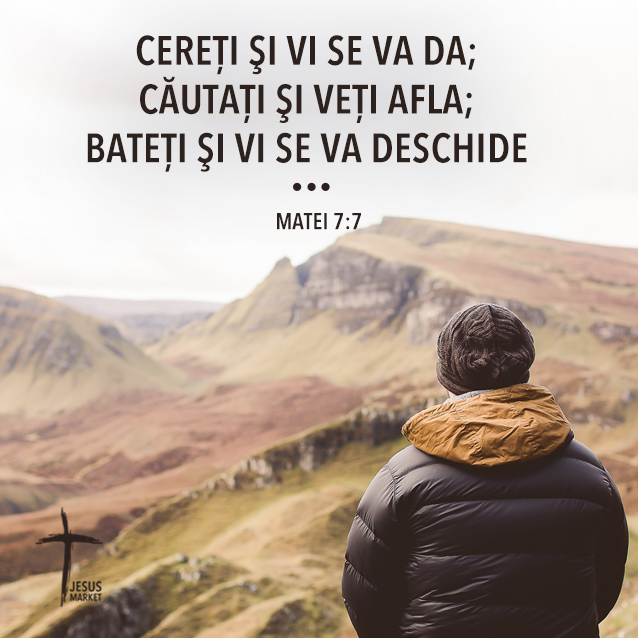 CEREȚI ŞI VI SE VA DA;
CĂUTAȚI ŞI VEȚI AFLA;
BATEȚI ŞI VI SE VA DESCHIDE
•••
MATEI 7:7
JESUS
MARKET